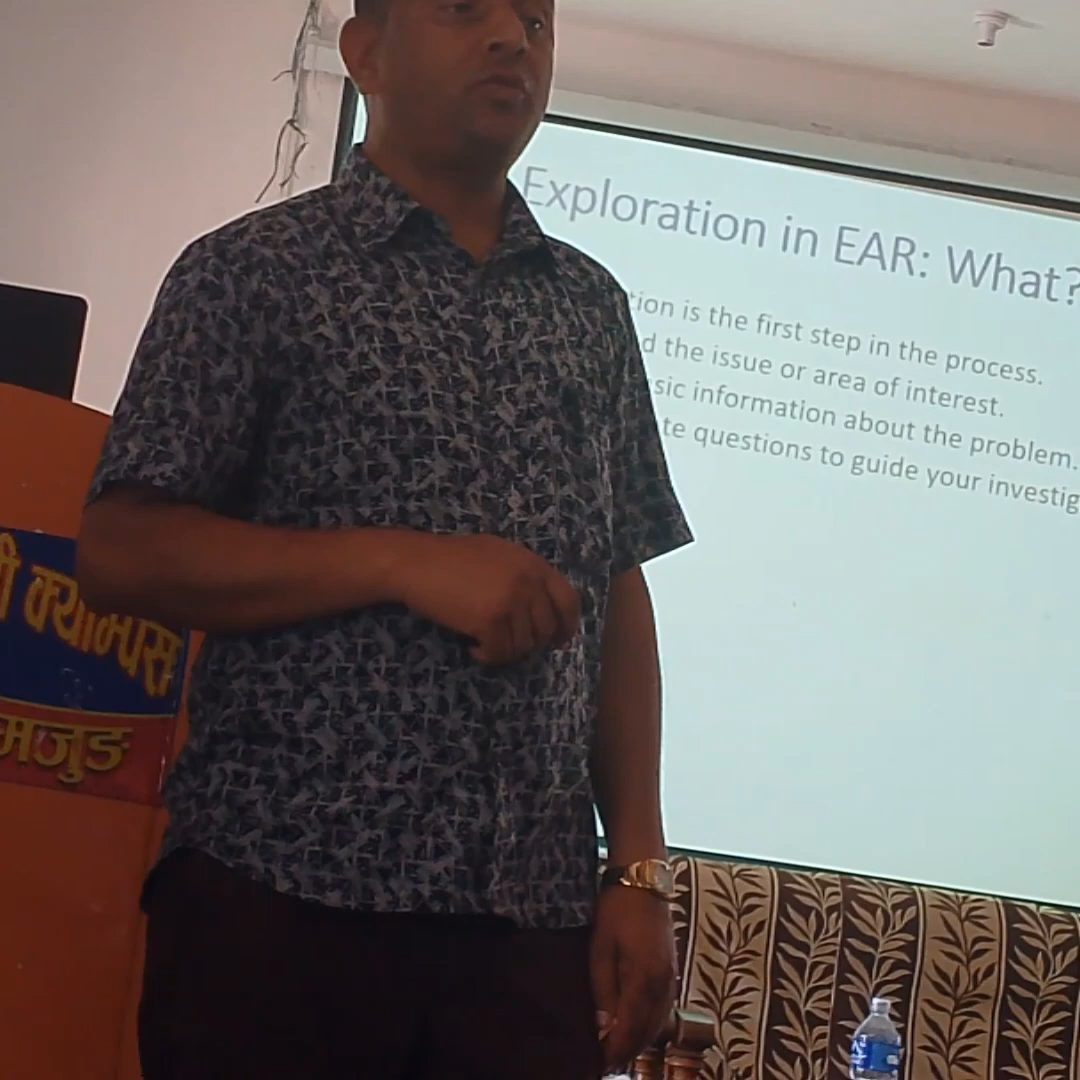 Exploration in EAR: What?
tion is the first step in the process.
d the issue or area of interest.
sic information about the problem.
te questions to guide your investig
ी क्याम्पस
मजुङ